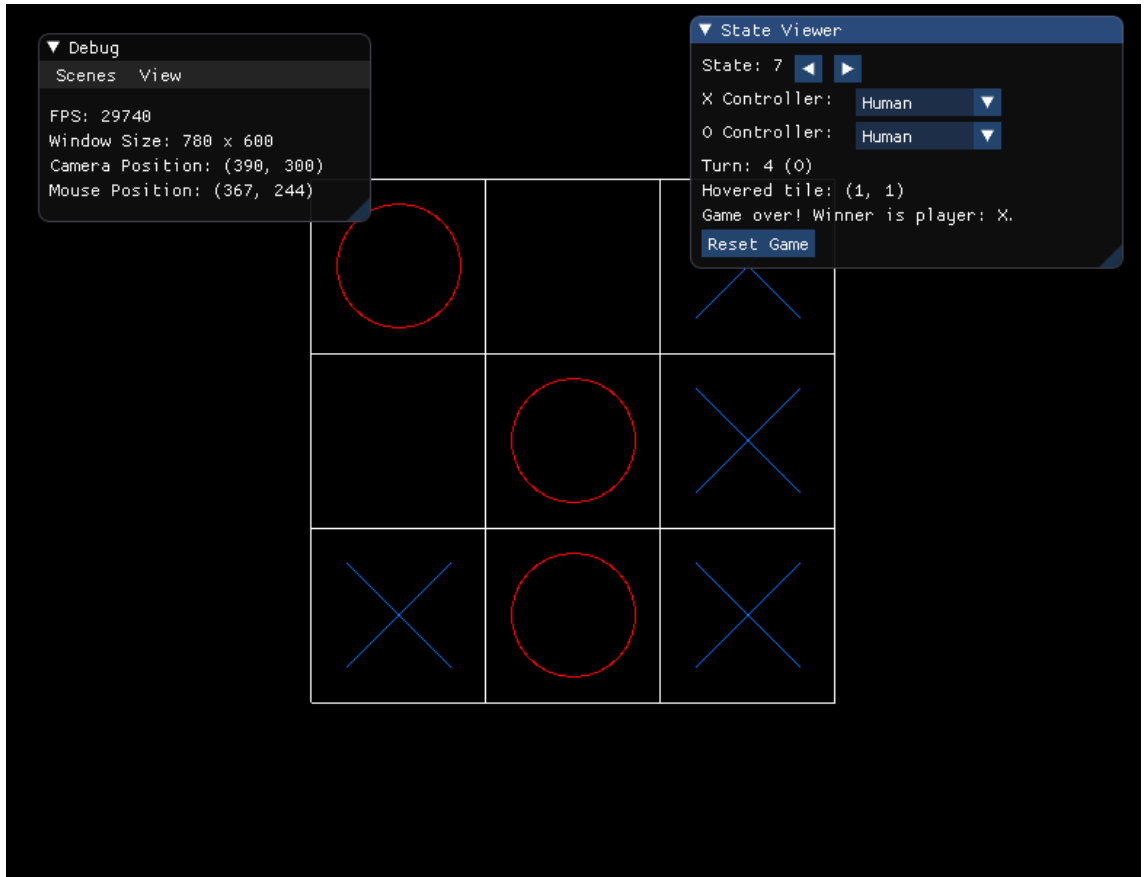 Debug
Scenes View
FPS: 29740
Window Size: 780 x 600
Camera Position: (390, 300)
Mouse Position: (367, 244)
State Viewer
State: 7
X Controller: Human
O Controller: Human
Turn: 4 (O)
Hovered tile: (1, 1)
Game over! Winner is player: X.
Reset Game